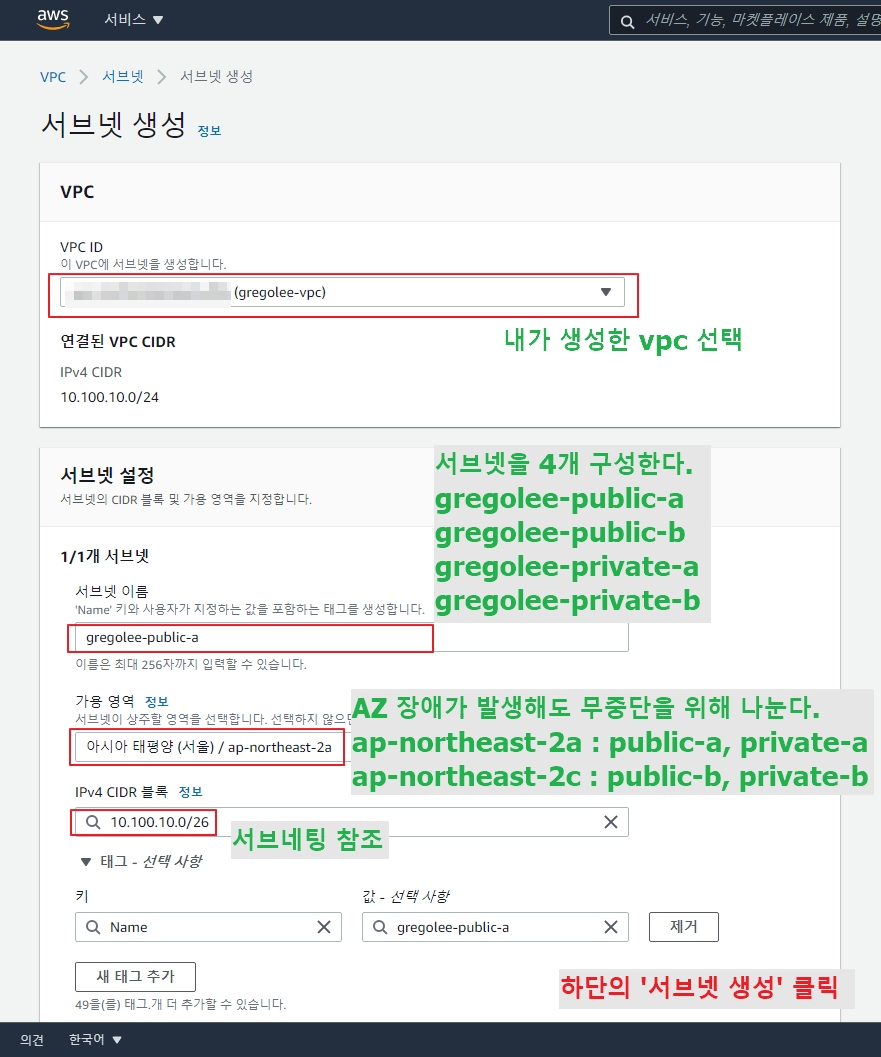 aws 서비스 ▼ 서비스, 기능, 마켓플레이스 제품, 설명
VPC > 서브넷 > 서브넷 생성
서브넷 생성 정보
VPC
VPC ID
이 VPC에 서브넷을 생성합니다.
(gregolee-vpc) ▼
내가 생성한 vpc 선택
연결된 VPC CIDR
IPv4 CIDR
10.100.10.0/24
서브넷 설정
서브넷의 CIDR 블록 및 가용 영역을 지정합니다.
서브넷을 4개 구성한다.
gregolee-public-a
gregolee-public-b
gregolee-private-a
gregolee-private-b
1/1개 서브넷
서브넷 이름
'Name' 키와 사용자가 지정하는 값을 포함하는 태그를 생성합니다.
gregolee-public-a
이름은 최대 256자까지 입력할 수 있습니다.
가용 영역 정보
서브넷이 상주할 영역을 선택합니다. 선택하지 않으면
아시아 태평양 (서울) / ap-northeast-2a
AZ 장애가 발생해도 무중단을 위해 나눈다.
ap-northeast-2a : public-a, private-a
ap-northeast-2c : public-b, private-b
IPv4 CIDR 블록 정보
10.100.10.0/26
서브네팅 참조
▼ 태그 - 선택 사항
키 값 - 선택 사항
Name gregolee-public-a 제거
새 태그 추가
49을(를) 태그.개 더 추가할 수 있습니다.
하단의 '서브넷 생성' 클릭
의견 한국어 ▼